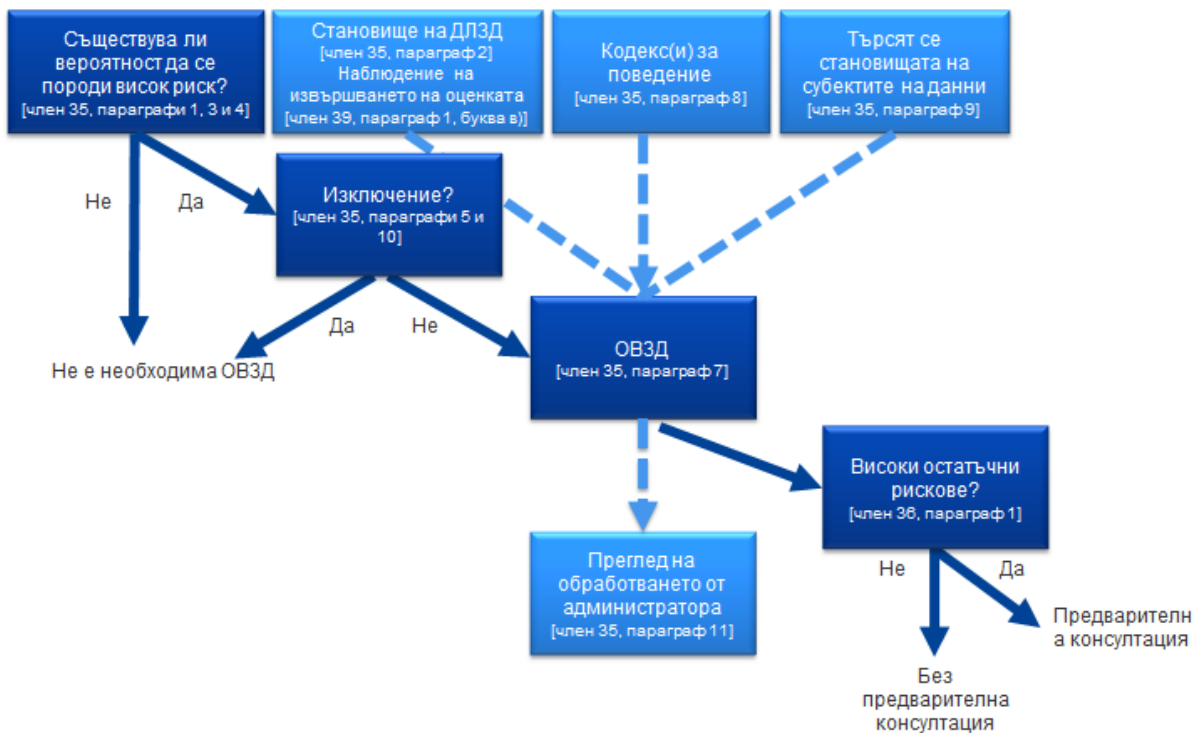 Съществува ли
вероятност да се
породи висок риск?
[член 35, параграфи 1, 3 и 4]
Становище на ДЛЗД
[член 35, параграф 2]
Наблюдение на
извършването на оценката
[член 39, параграф 1, буква в)]
Кодекс(и) за
поведение
[член 35, параграф 8]
Търсят се
становищата на
субектите на данни
[член 35, параграф 9]
Не
Да
Изключение?
[член 35, параграфи 5 и
10]
Да
Не
Не е необходима ОВЗД
ОВЗД
[член 35, параграф 7]
Високи остатъчни
рискове?
[член 36, параграф 1]
Преглед на
обработването от
администратора
[член 35, параграф 11]
Не
Да
Предварителн
а консултация
Без
предварителна
консултация